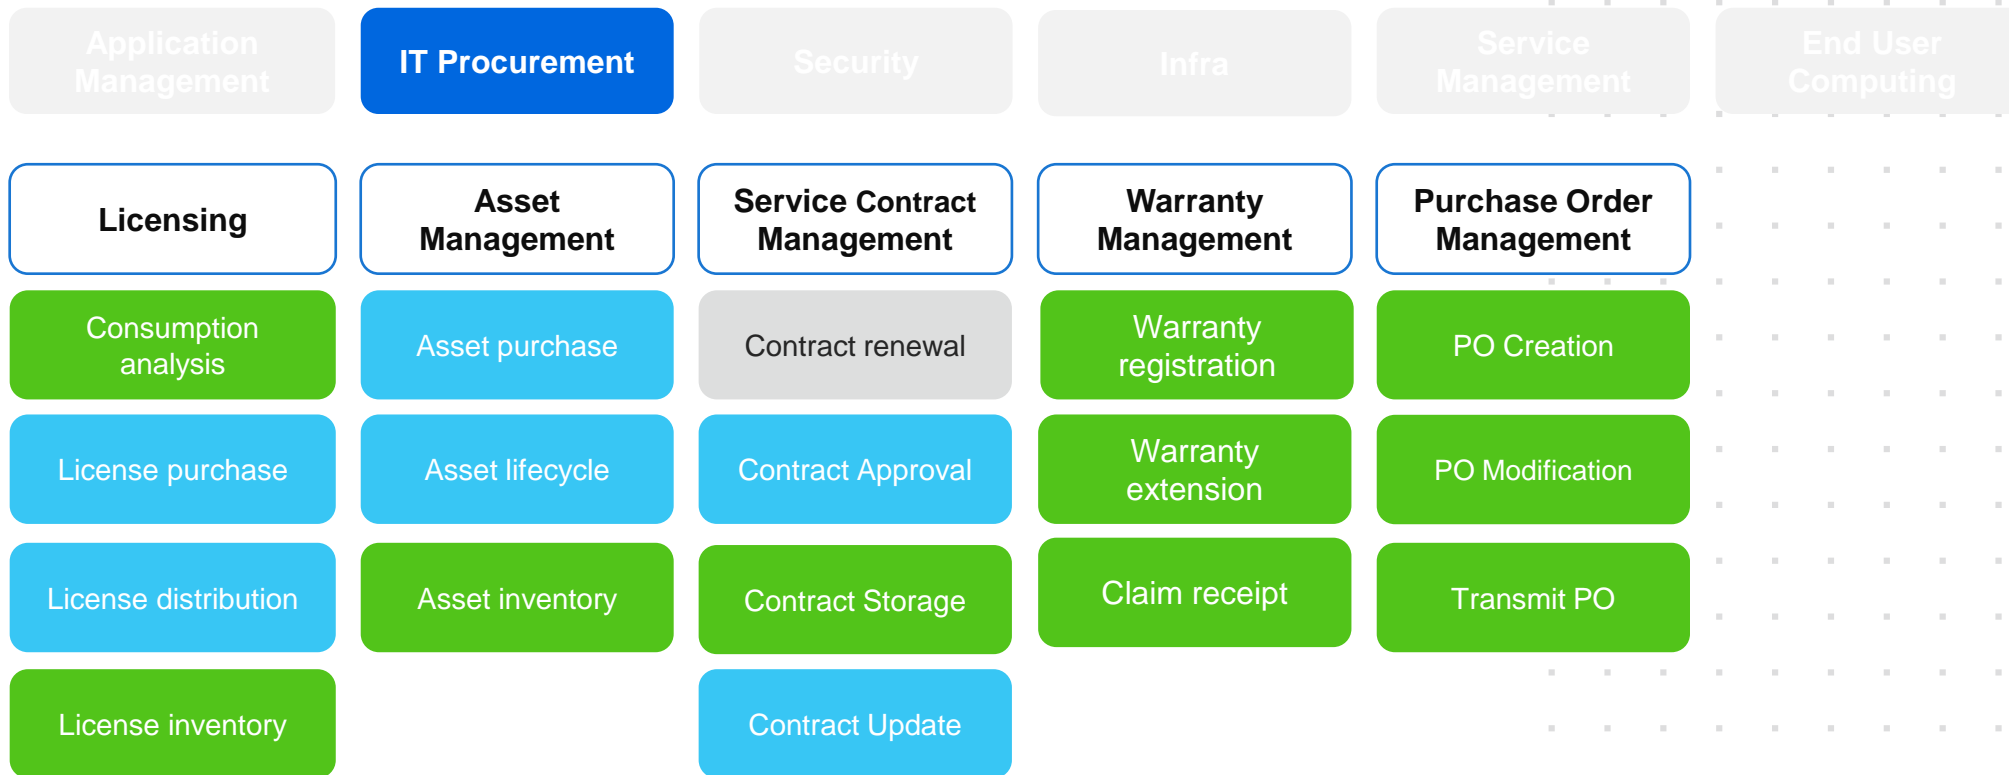 Application
Management
IT Procurement
Security
Infra
Service
Management
End User
Computing
Licensing
Asset
Management
Service Contract
Management
Warranty
Management
Purchase Order
Management
Consumption
analysis
Asset purchase
Contract renewal
Warranty
registration
PO Creation
License purchase
Asset lifecycle
Contract Approval
Warranty
extension
PO Modification
License distribution
Asset inventory
Contract Storage
Claim receipt
Transmit PO
License inventory
Contract Update